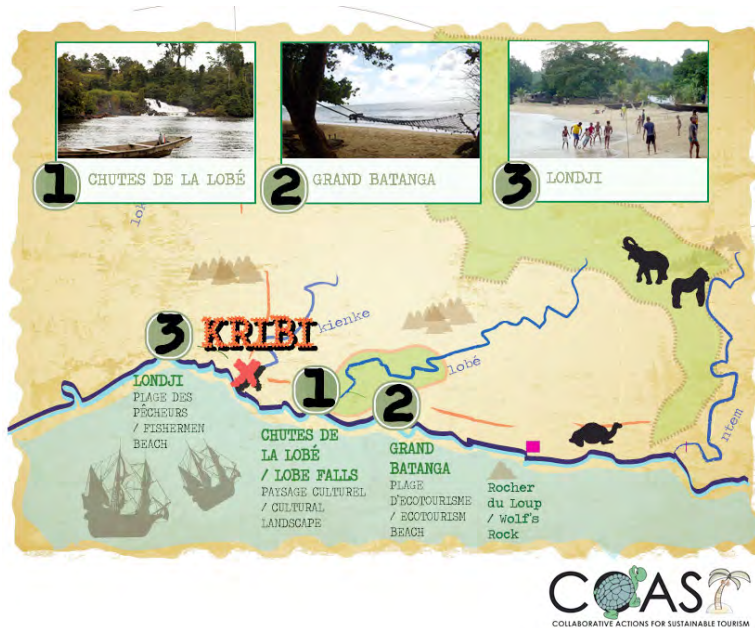 1 CHUTES DE LA LOBÉ
2 GRAND BATANGA
3 LONDJI
lok
3 KRIBI
kienke
lobé
ntem
LONDJI
PLAGE DES
PÊCHEURS
/ FISHERMEN
BEACH
1
CHUTES DE
LA LOBÉ
/ LOBE FALLS
PAYSAGE CULTUREL
/ CULTURAL
LANDSCAPE
2
GRAND
BATANGA
PLAGE
D'ECOTOURISME
/ ECOTOURISM
BEACH
Rocher
du Loup
/ Wolf's
Rock
COAST
COLLABORATIVE ACTIONS FOR SUSTAINABLE TOURISM